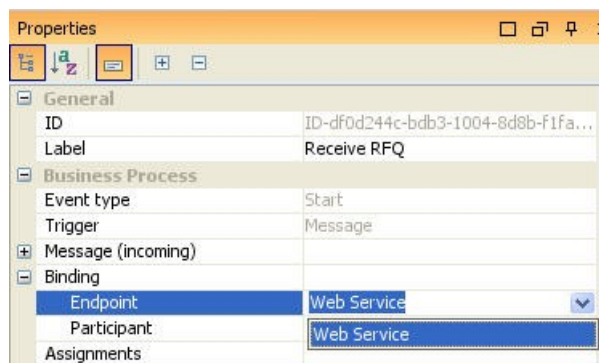 Properties
General
ID ID-df0d244c-bdb3-1004-8d8b-f1fa...
Label Receive RFQ
Business Process
Event type Start
Trigger Message
Message (incoming)
Binding
Endpoint Web Service
Participant Web Service
Assignments